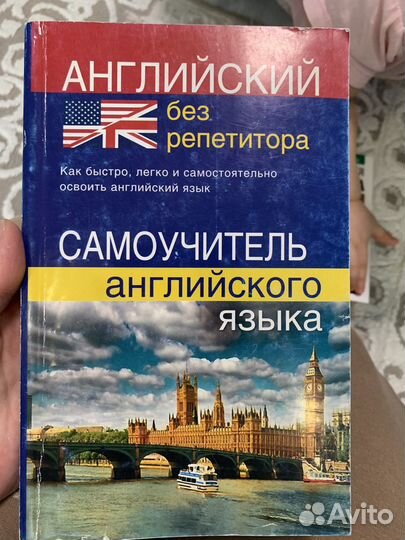 АНГЛИЙСКИЙ
без
репетитора
Как быстро, легко и самостоятельно
освоить английский язык
САМОУЧИТЕЛЬ
английского
языка
Avito